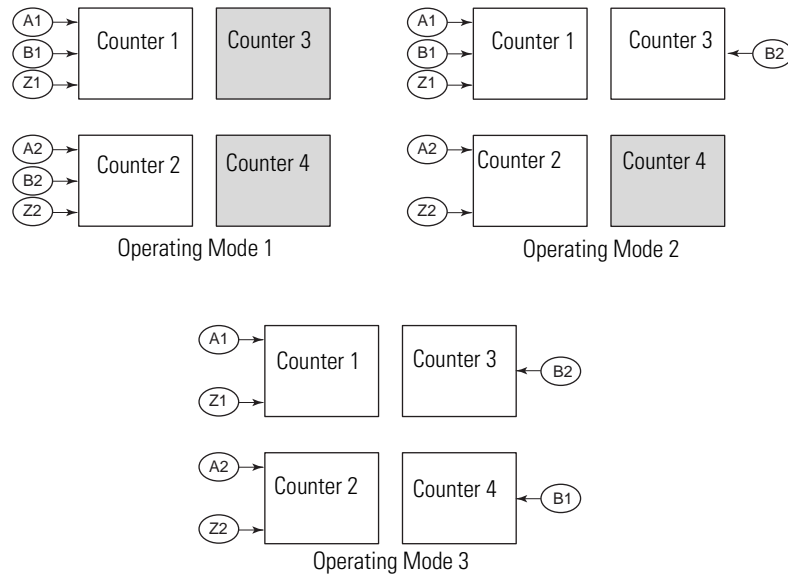 A1
B1
Z1
Counter 1
Counter 3
A2
B2
Z2
Counter 2
Counter 4
Operating Mode 1
A1
B1
Z1
Counter 1
Counter 3
B2
A2
Z2
Counter 2
Counter 4
Operating Mode 2
A1
Z1
Counter 1
Counter 3
B2
A2
Z2
Counter 2
Counter 4
B1
Operating Mode 3